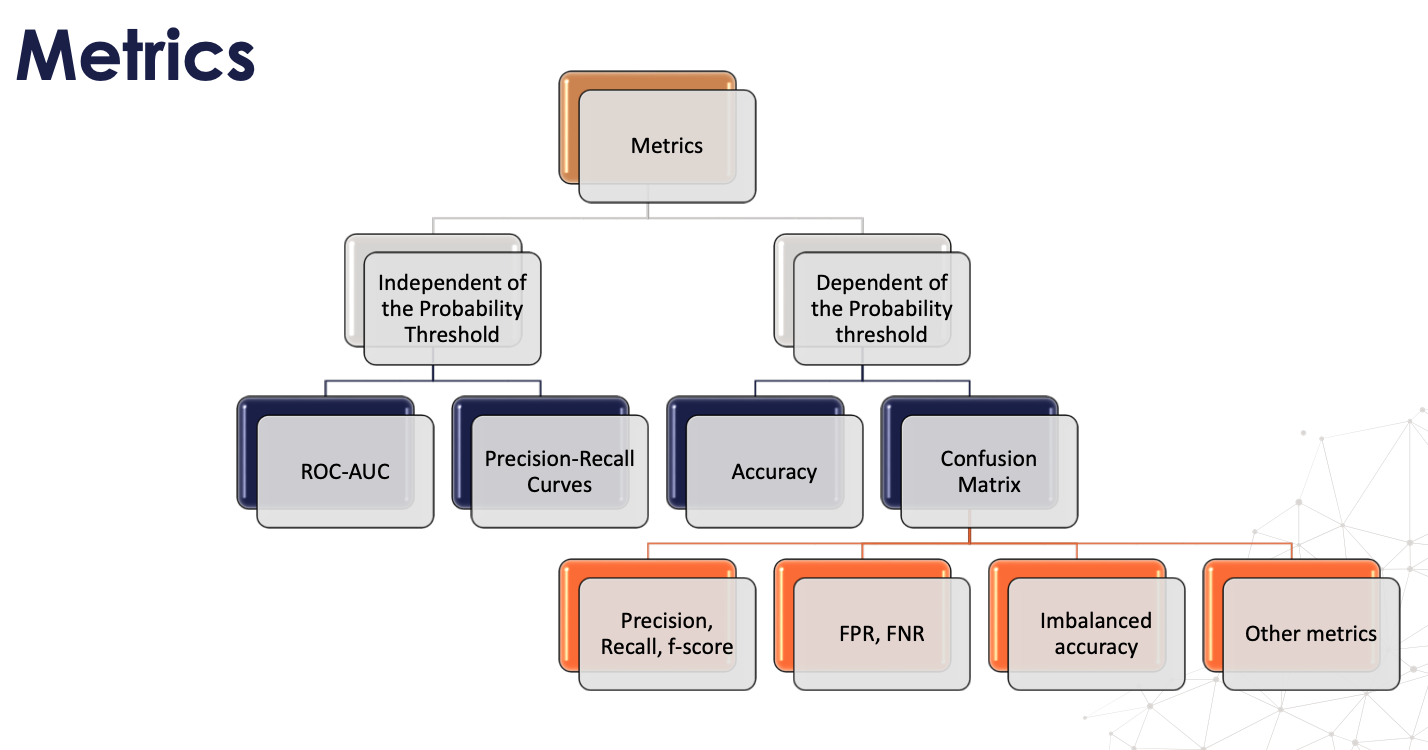 Metrics
Metrics
Independent of
the Probability
Threshold
Dependent of
the Probability
threshold
ROC-AUC
Precision-Recall
Curves
Accuracy
Confusion
Matrix
Precision,
Recall, f-score
FPR, FNR
Imbalanced
accuracy
Other metrics